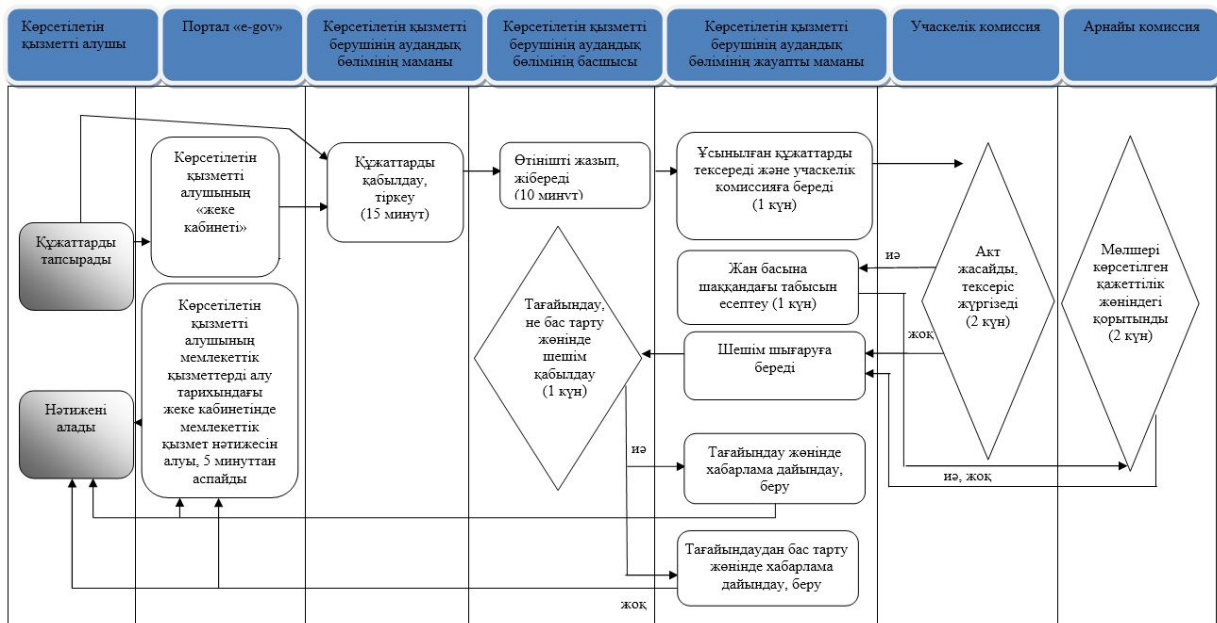 Көрсетілетін
қызметті алушы
Портал «e-gov»
Көрсетілетін қызметті
берушінің аудандық
бөлімінің маманы
Көрсетілетін қызметті
берушінің аудандық
бөлімінің басшысы
Көрсетілетін қызметті
берушінің аудандық
бөлімінің жауапты маманы
Учаскелік комиссия
Арнайы комиссия
Құжаттарды
тапсырады
Көрсетілетін
қызметті
алушының
«жеке
кабинеті»
Құжаттарды
қабылдау,
тіркеу
(15 минут)
Өтінішті жазып,
жібереді
(10 минут)
Ұсынылған құжаттарды
тексереді және учаскелік
комиссияға береді
(1 күн)
Акт
жасайды,
тексеріс
жүргізеді
(2 күн)
Мөлшері
көрсетілген
қажеттілік
жөніндегі
қорытынды
(2 күн)
иә
Жан басына
шаққандағы табысын
есептеу (1 күн)
жоқ
Шешім шығаруға
береді
Тағайындау,
не бас тарту
жөнінде
шешім
қабылдау
(1 күн)
Көрсетілетін
қызметті
алушының
мемлекеттік
қызметтерді алу
тарихындағы
жеке кабинетінде
мемлекеттік
қызмет нәтижесін
алуы, 5 минуттан
аспайды
Нәтижені
алады
иә
Тағайындау жөнінде
хабарлама дайындау,
беру
иә, жоқ
Тағайындаудан бас тарту
жөнінде хабарлама
дайындау, беру
жоқ